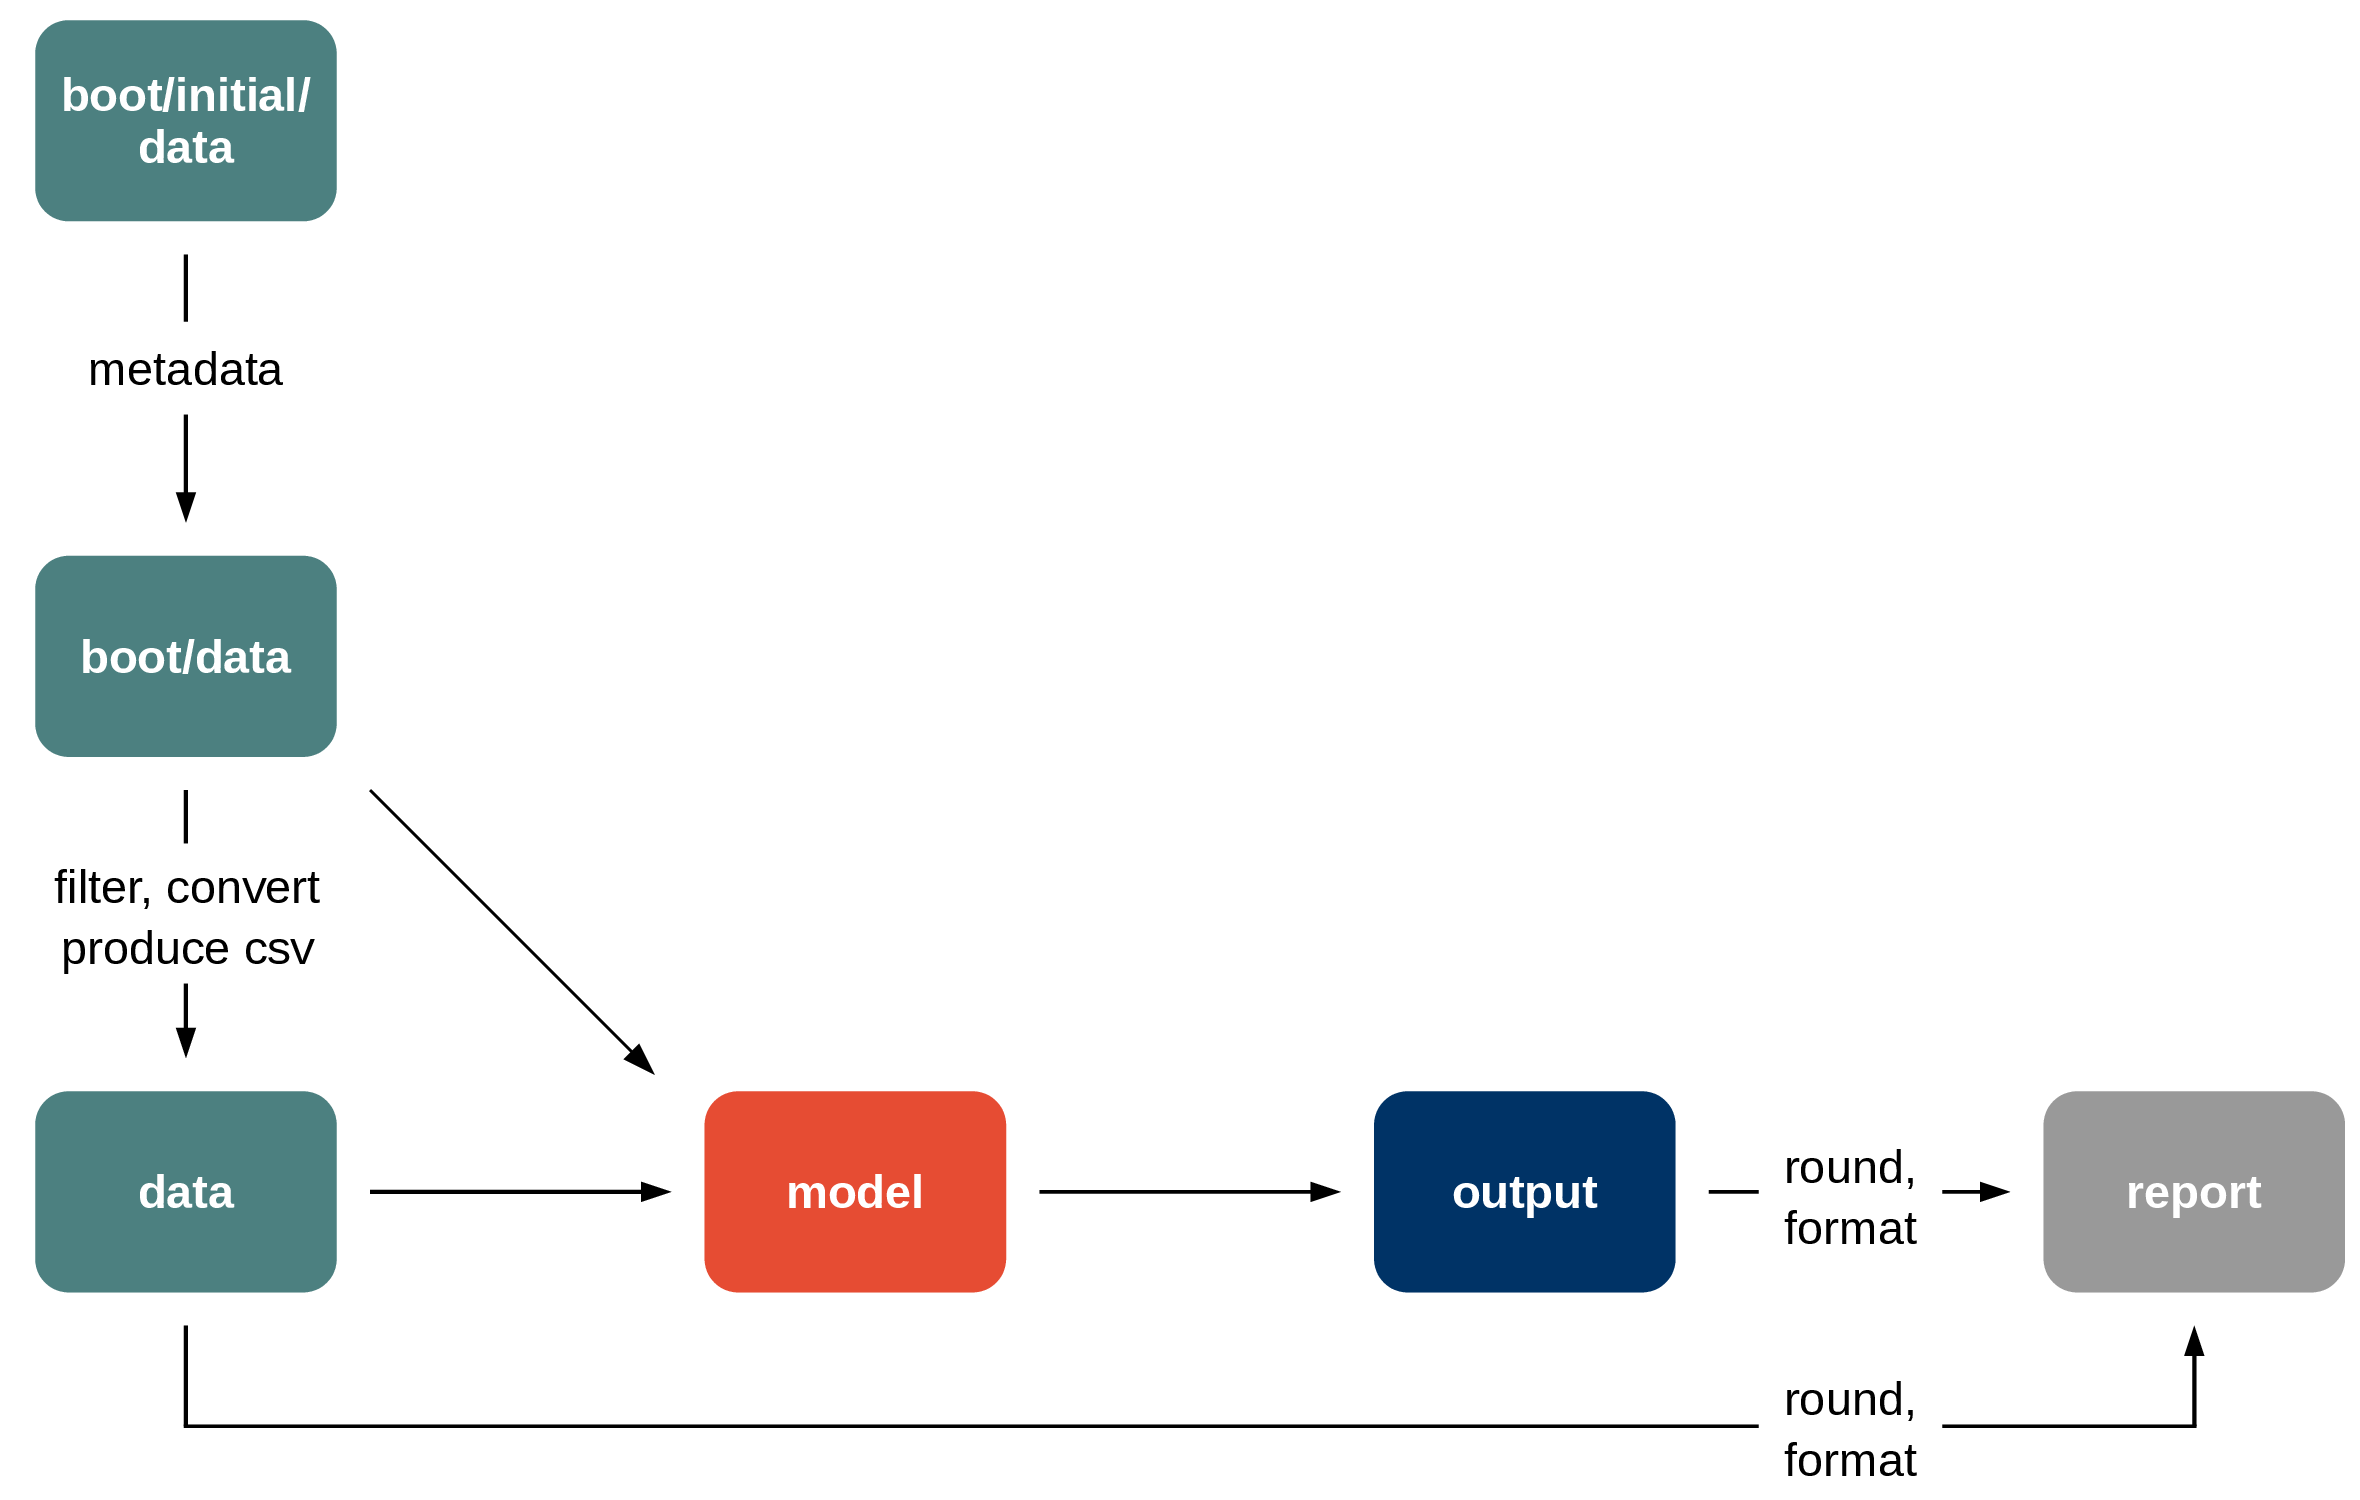 boot/initial/
data
metadata
boot/data
filter, convert
produce csv
data
model
output
round,
format
report
round,
format